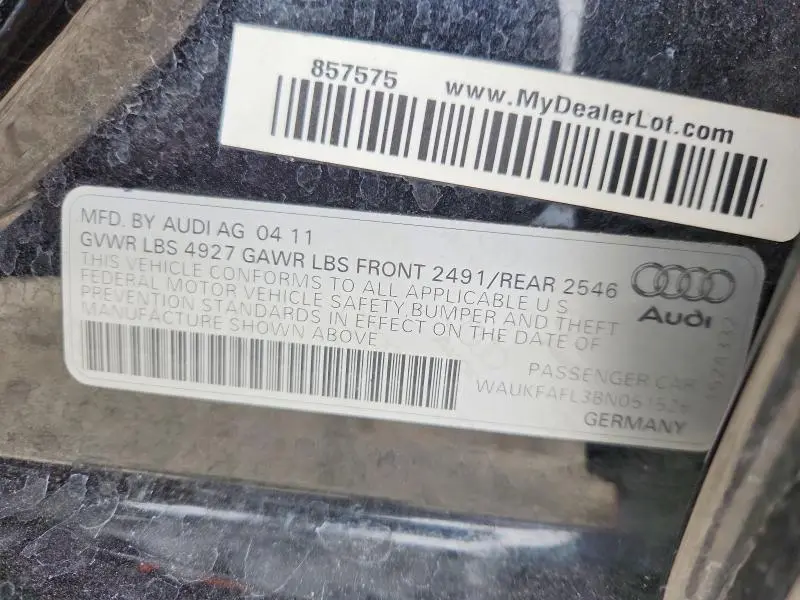 857575 www.MyDealerLot.com
MFD. BY AUDI AG 04 11
GVWR LBS 4927 GAWR LBS FRONT 2491/REAR 2546
THIS VEHICLE CONFORMS TO ALL APPLICABLE U S
FEDERAL MOTOR VEHICLE SAFETY, BUMPER AND THEFT
PREVENTION STANDARDS IN EFFECT ON THE DATE OF
MANUFACTURE SHOWN ABOVE
Audi
PASSENGER CAR
GERMANY